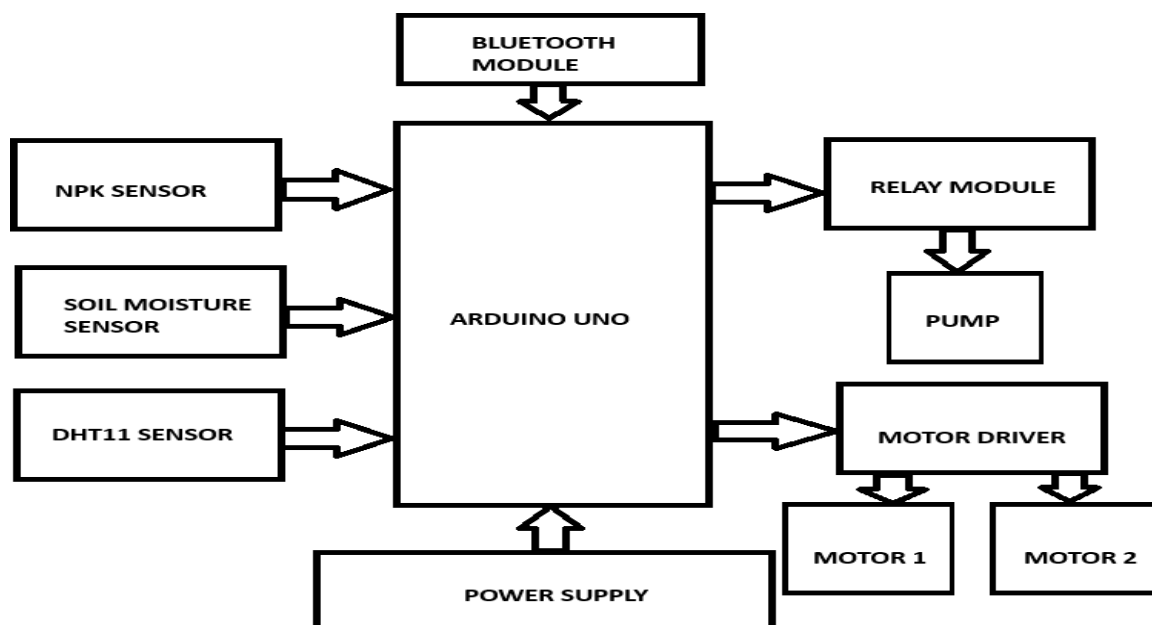 BLUETOOTH
MODULE
NPK SENSOR
RELAY MODULE
SOIL MOISTURE
SENSOR
ARDUINO UNO
PUMP
DHT11 SENSOR
MOTOR DRIVER
MOTOR 1
MOTOR 2
POWER SUPPLY